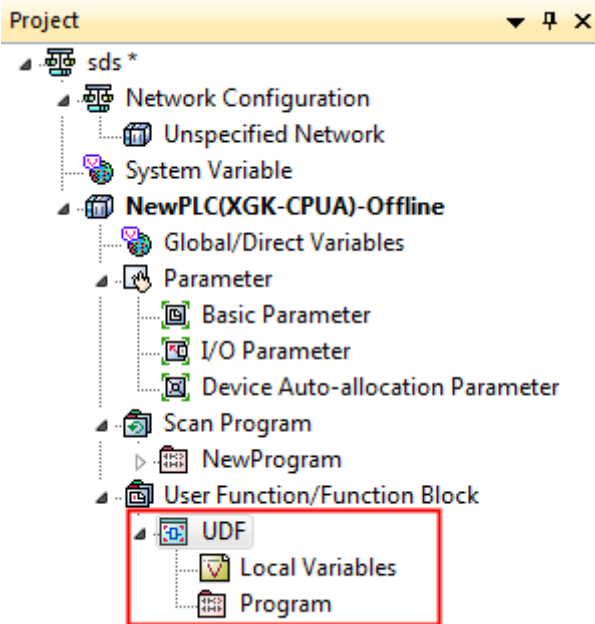 Project
sds *
Network Configuration
Unspecified Network
System Variable
NewPLC(XGK-CPUA)-Offline
Global/Direct Variables
Parameter
Basic Parameter
I/O Parameter
Device Auto-allocation Parameter
Scan Program
NewProgram
User Function/Function Block
UDF
Local Variables
Program